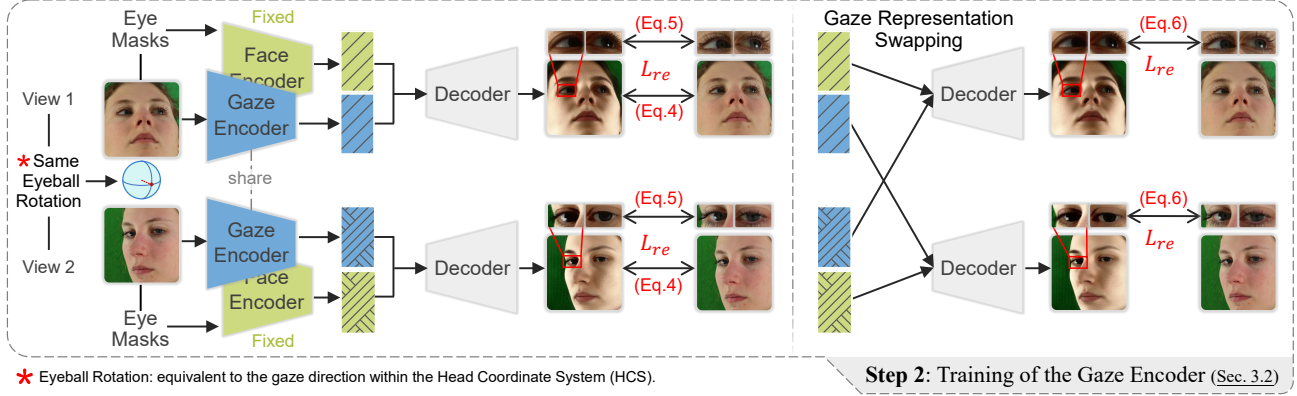 Eye
Masks
Fixed
Face
Encoder
Gaze
Encoder
View 1
* Same
Eyeball
Rotation
View 2
share
Gaze
Encoder
Face
Encoder
Fixed
Eye
Masks
Decoder
(Eq.5)
L_re
(Eq.4)
Decoder
(Eq.5)
L_re
(Eq.4)
Gaze Representation
Swapping
Decoder
(Eq.6)
L_re
Decoder
(Eq.6)
L_re
* Eyeball Rotation: equivalent to the gaze direction within the Head Coordinate System (HCS).
Step 2: Training of the Gaze Encoder (Sec. 3.2)